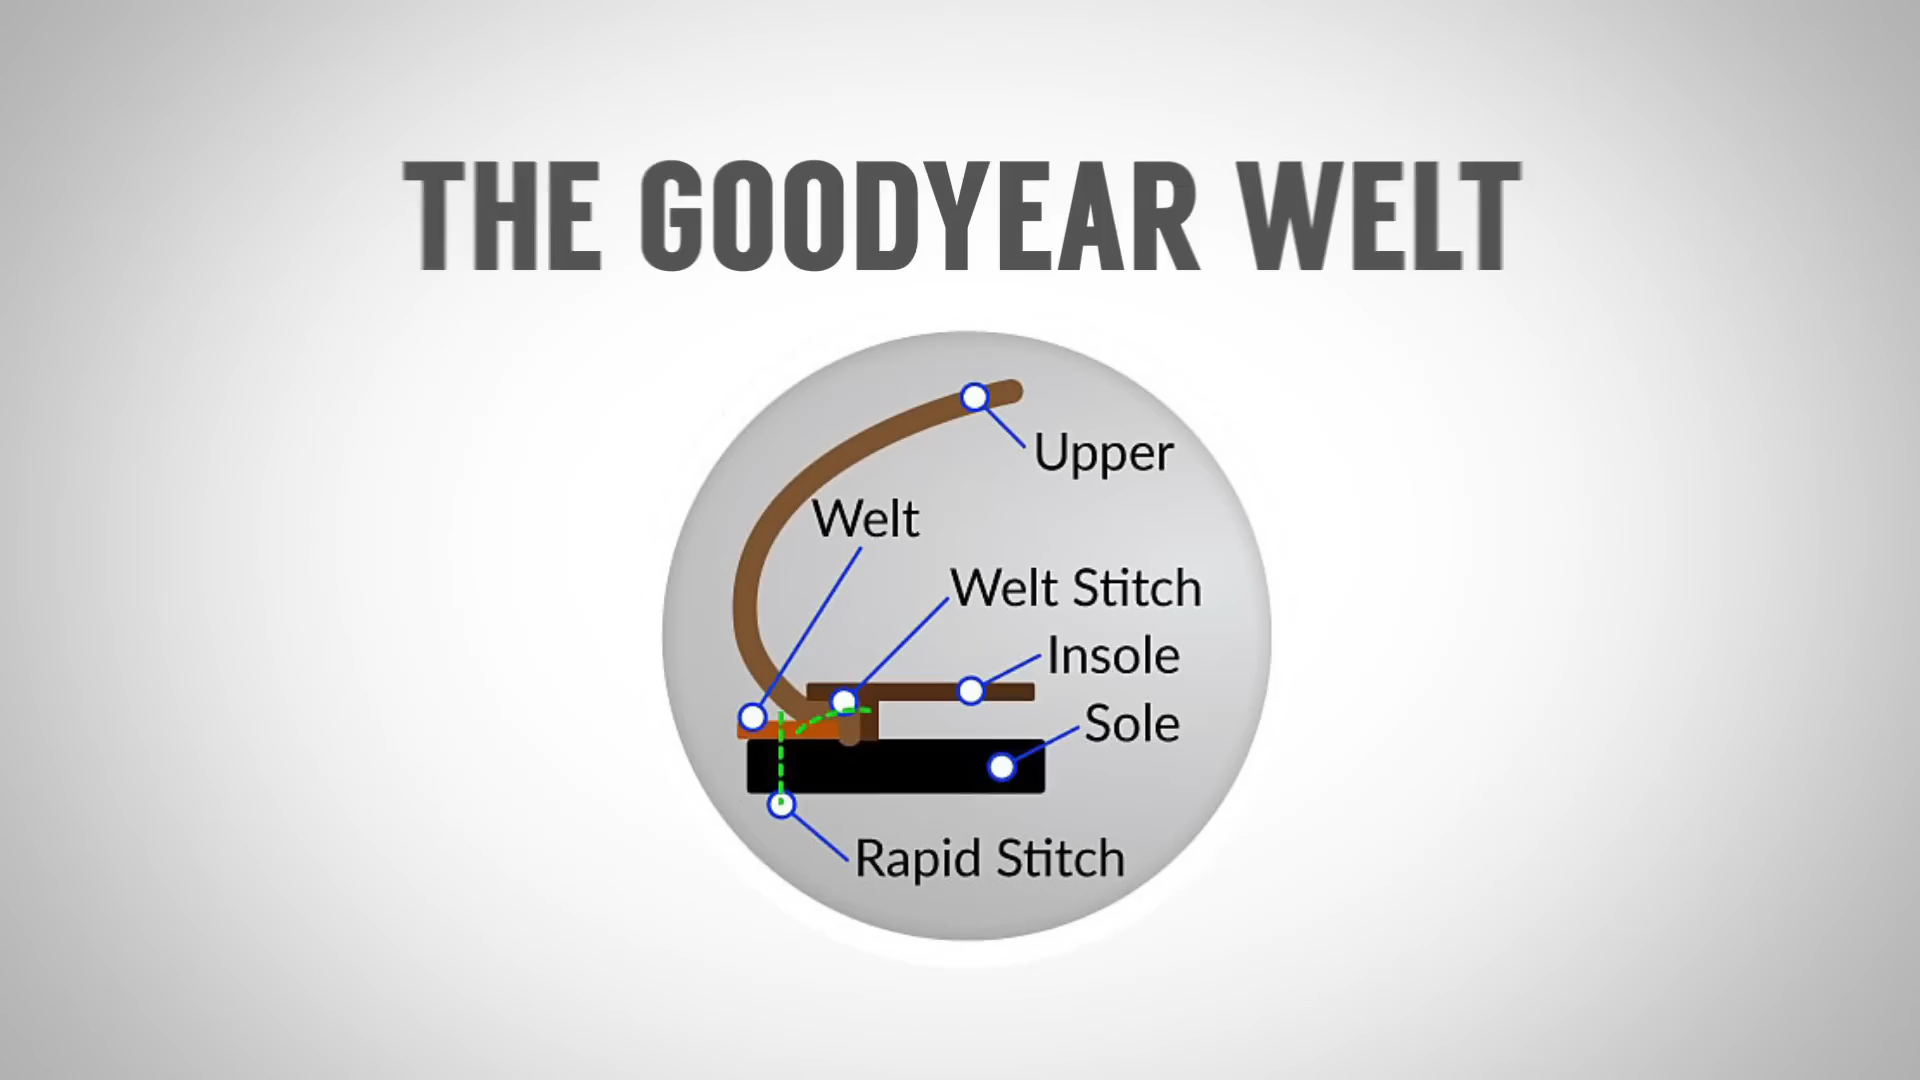 THE GOODYEAR WELT
Upper
Welt
Welt Stitch
Insole
Sole
Rapid Stitch